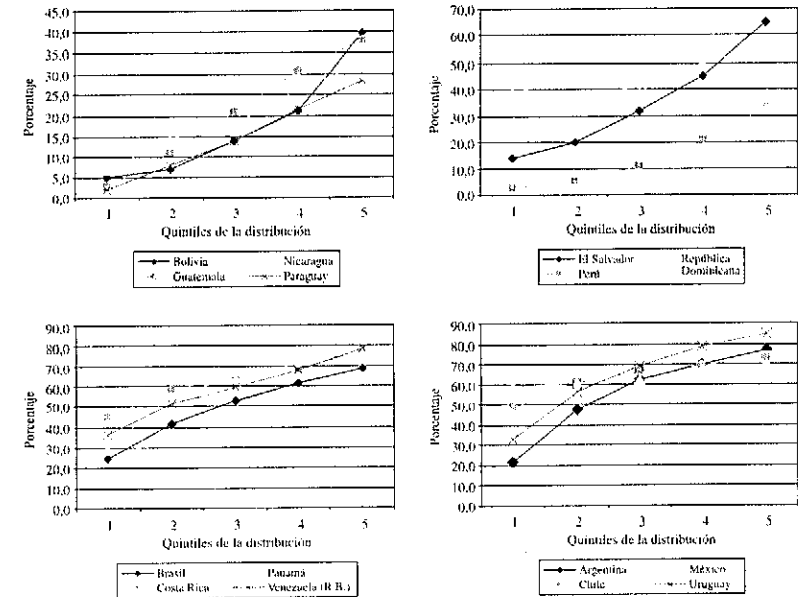 45,0
40,0
35,0
30,0
25,0
20,0
15,0
10,0
5,0
0,0
Porcentaje
1 2 3 4 5
Quintiles de la distribución
Bolivia Nicaragua
Guatemala Paraguay
70,0
60,0
50,0
40,0
30,0
20,0
10,0
0,0
Porcentaje
1 2 3 4 5
Quintiles de la distribución
El Salvador República
Perú Dominicana
90,0
80,0
70,0
60,0
50,0
40,0
30,0
20,0
10,0
0,0
Porcentaje
1 2 3 4 5
Quintiles de la distribución
Brasil Panamá
Costa Rica Venezuela (R.B.)
90,0
80,0
70,0
60,0
50,0
40,0
30,0
20,0
10,0
0,0
Porcentaje
1 2 3 4 5
Quintiles de la distribución
Argentina México
Chile Uruguay